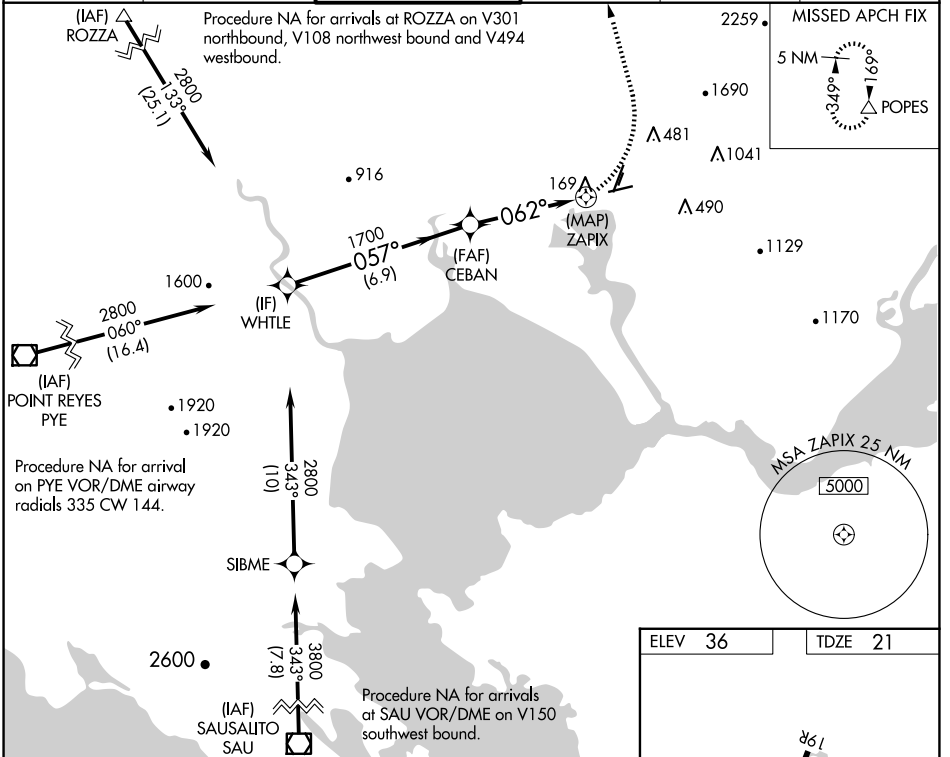 (IAF)
ROZZA
Procedure NA for arrivals at ROZZA on V301
northbound, V108 northwest bound and V494
westbound.
2259
MISSED APCH FIX
5 NM
349°
169°
POPES
2800
133°
(25.1)
1690
481
1041
916
169
490
062°
(MAP)
ZAPIX
1700
057°
(6.9)
(FAF)
CEBAN
1129
1600
(IF)
WHTLE
2800
060°
(16.4)
1170
(IAF)
POINT REYES
PYE
1920
1920
Procedure NA for arrival
on PYE VOR/DME airway
radials 335 CW 144.
2800
343°
(10)
MSA ZAPIX 25 NM
5000
SIBME
3800
343°
(7.8)
2600
(IAF)
SAUSALITO
SAU
Procedure NA for arrivals
at SAU VOR/DME on V150
southwest bound.
ELEV 36
TDZE 21
19R